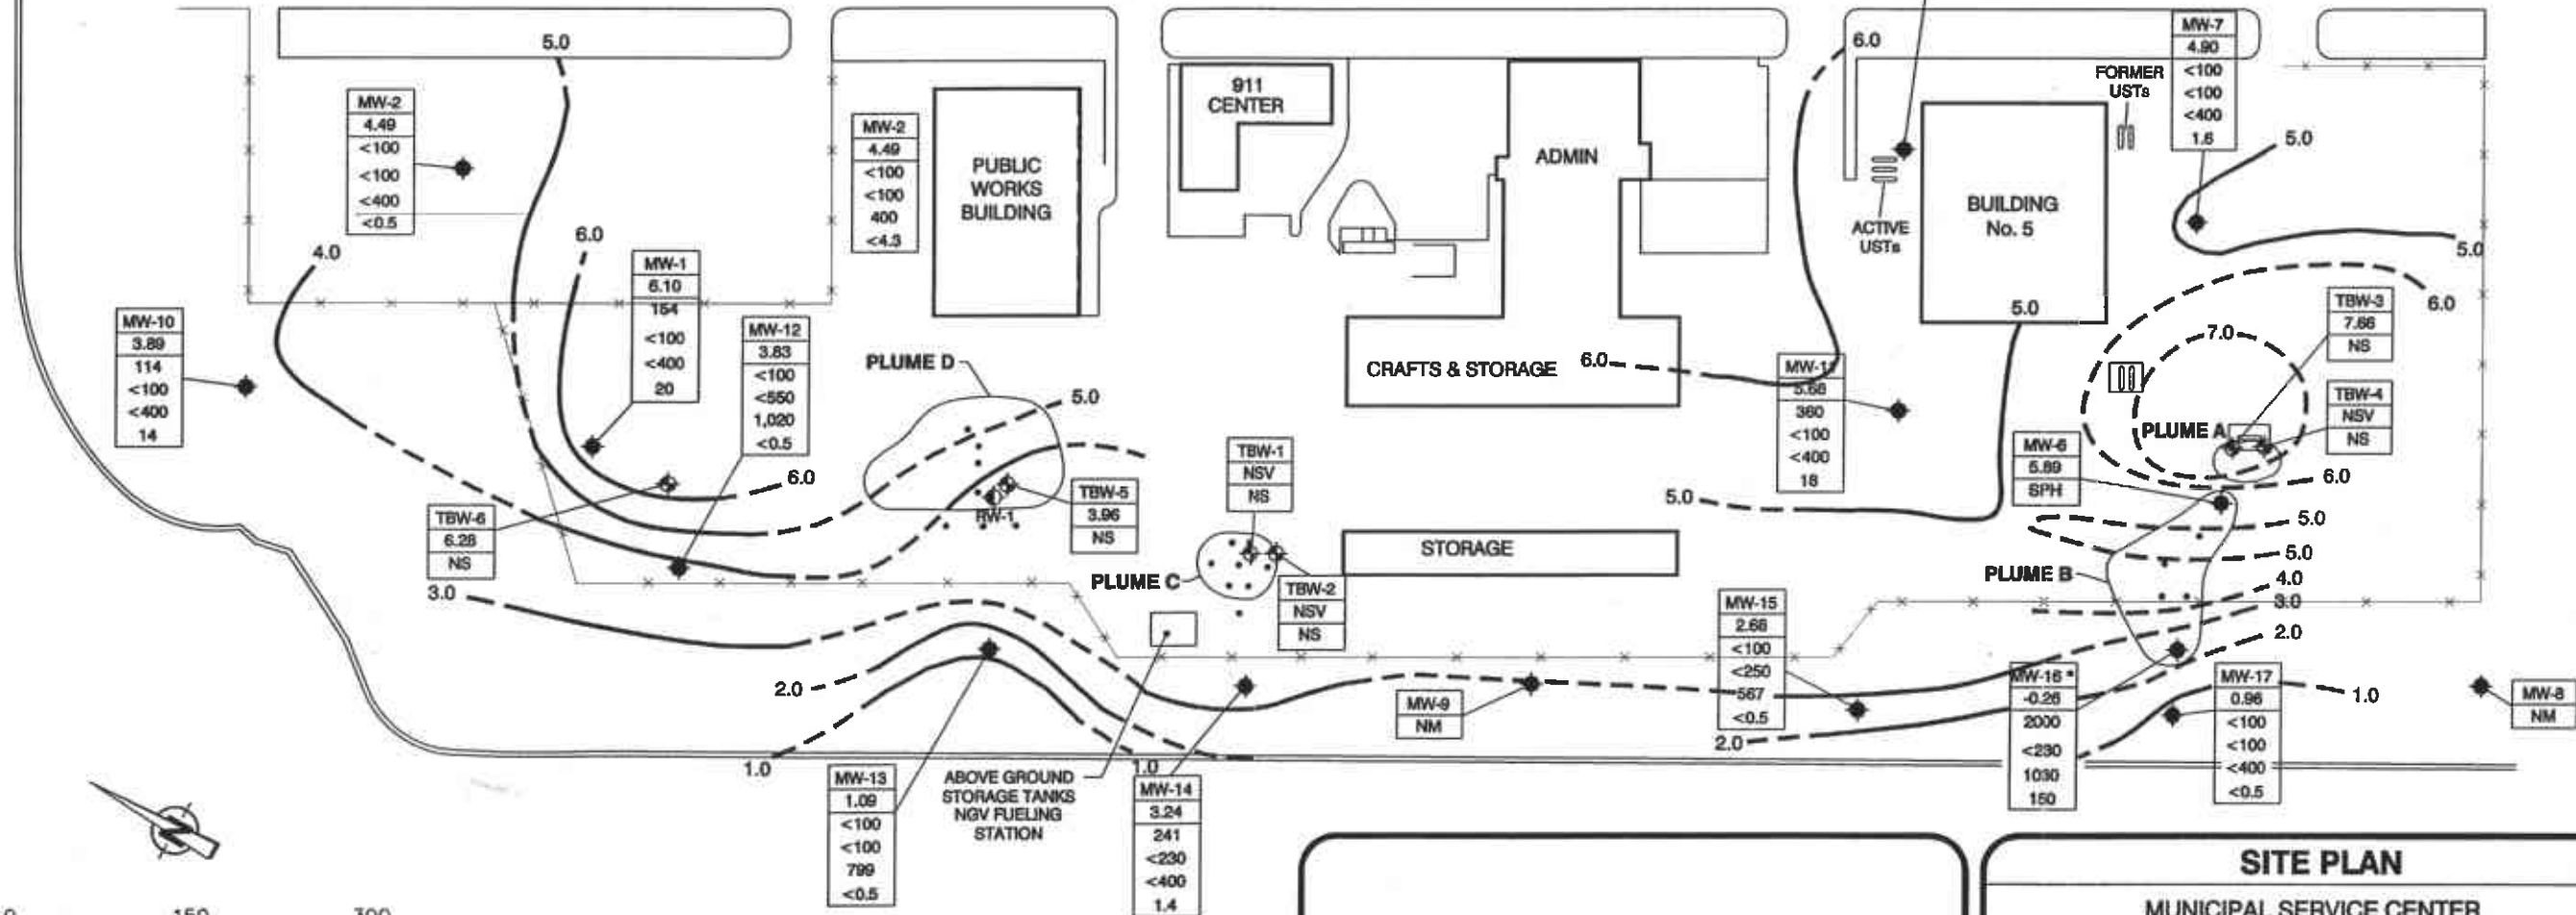 5.0
6.0
MW-7
4.90
<100
<100
<400
1.6
FORMER
USTs
911
CENTER
MW-2
4.49
<100
<100
<400
<0.5
MW-2
4.49
<100
<100
400
<4.3
PUBLIC
WORKS
BUILDING
ADMIN
5.0
BUILDING
No. 5
ACTIVE
USTs
5.0
6.0
4.0
6.0
MW-1
6.10
154
<100
<400
20
MW-10
3.89
114
<100
<400
14
MW-12
3.83
<100
<550
1,020
<0.5
PLUME D
5.0
CRAFTS & STORAGE
6.0
5.0
7.0
TBW-3
7.66
NS
TBW-4
NSV
NS
5.68
360
<100
<400
18
PLUME A
MW-6
5.89
SPH
6.0
6.0
TBW-1
NSV
NS
TBW-5
3.96
NS
RW-1
TBW-6
6.28
NS
5.0
5.0
5.0
4.0
3.0
2.0
STORAGE
PLUME C
PLUME B
TBW-2
NSV
NS
3.0
MW-15
2.68
<100
<250
567
<0.5
2.0
MW-9
NM
MW-16 *
-0.26
2000
<230
1030
150
MW-17
0.96
<100
<100
<400
<0.5
1.0
MW-8
NM
2.0
1.0
1.0
MW-13
1.09
<100
<100
799
<0.5
ABOVE GROUND
STORAGE TANKS
NGV FUELING
STATION
MW-14
3.24
241
<230
<400
1.4
SITE PLAN
MUNICIPAL SERVICE CENTER
0 150 300